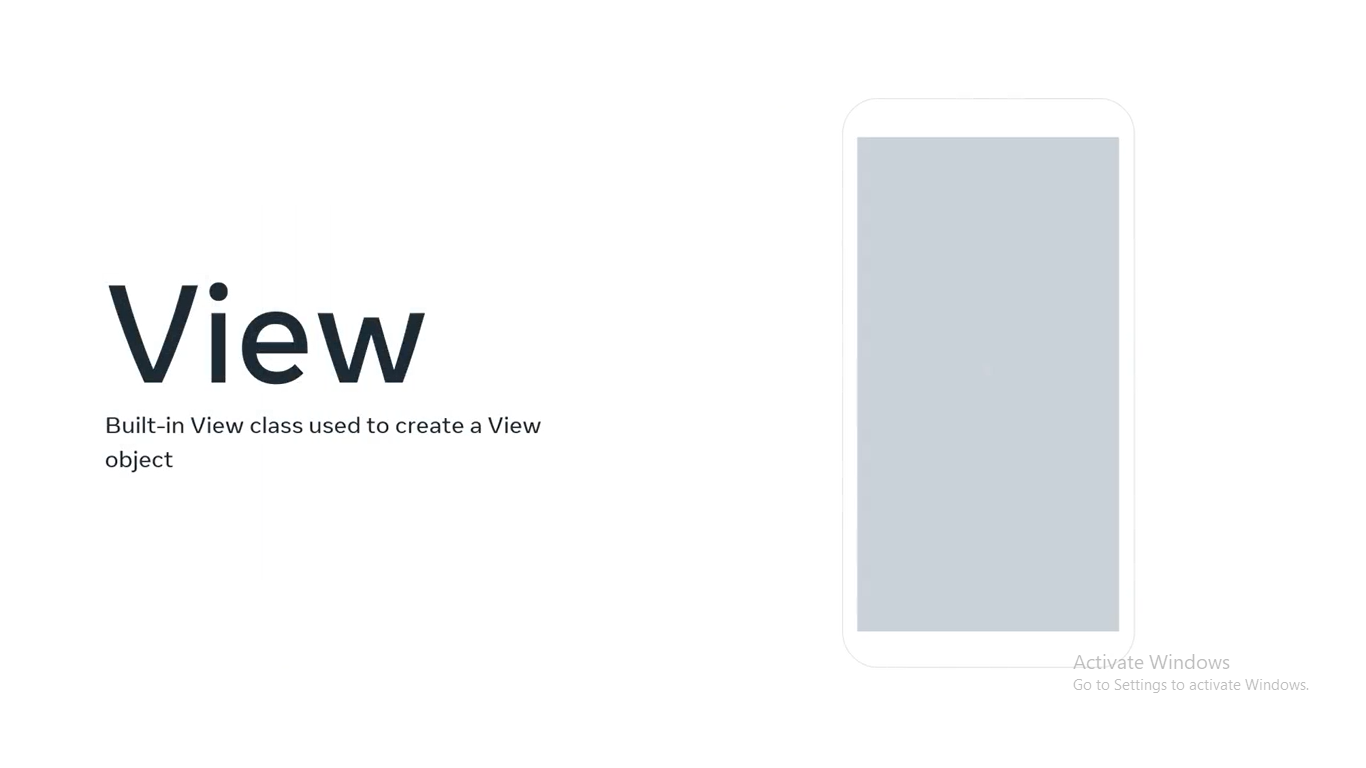 View
Built-in View class used to create a View
object
Activate Windows
Go to Settings to activate Windows.